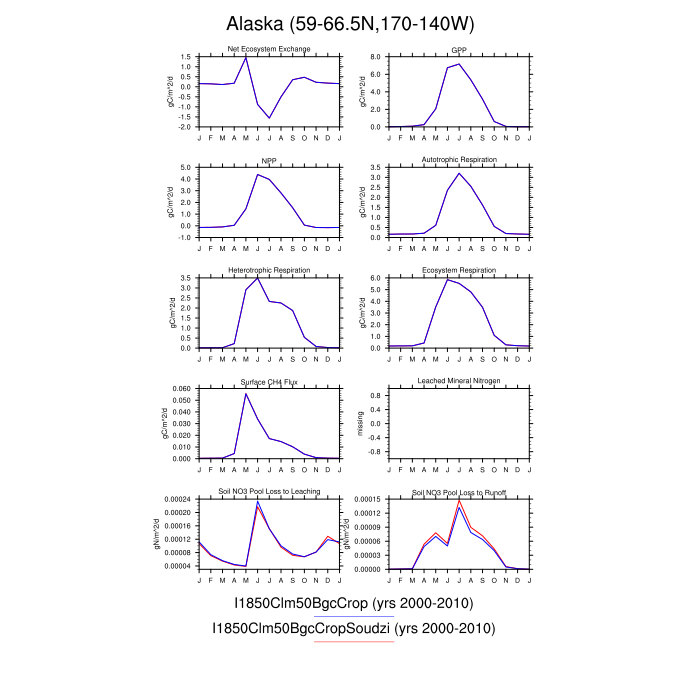 Alaska (59-66.5N,170-140W)
Net Ecosystem Exchange
gC/m^2/d
1.5
1.0
0.5
0.0
-0.5
-1.0
-1.5
-2.0
J F M A M J J A S O N D J
GPP
gC/m^2/d
8.0
6.0
4.0
2.0
0.0
J F M A M J J A S O N D J
NPP
gC/m^2/d
5.0
4.0
3.0
2.0
1.0
0.0
-1.0
J F M A M J J A S O N D J
Autotrophic Respiration
gC/m^2/d
3.5
3.0
2.5
2.0
1.5
1.0
0.5
0.0
J F M A M J J A S O N D J
Heterotrophic Respiration
gC/m^2/d
3.5
3.0
2.5
2.0
1.5
1.0
0.5
0.0
J F M A M J J A S O N D J
Ecosystem Respiration
gC/m^2/d
6.0
5.0
4.0
3.0
2.0
1.0
0.0
J F M A M J J A S O N D J
Surface CH4 Flux
gC/m^2/d
0.060
0.050
0.040
0.030
0.020
0.010
0.000
J F M A M J J A S O N D J
Leached Mineral Nitrogen
missing
0.8
0.4
0.0
-0.4
-0.8
J F M A M J J A S O N D J
Soil NO3 Pool Loss to Leaching
gN/m^2/d
0.00024
0.00020
0.00016
0.00012
0.00008
0.00004
J F M A M J J A S O N D J
Soil NO3 Pool Loss to Runoff
gN/m^2/d
0.00015
0.00012
0.00009
0.00006
0.00003
0.00000
J F M A M J J A S O N D J
I1850Clm50BgcCrop (yrs 2000-2010)
I1850Clm50BgcCropSoudzi (yrs 2000-2010)